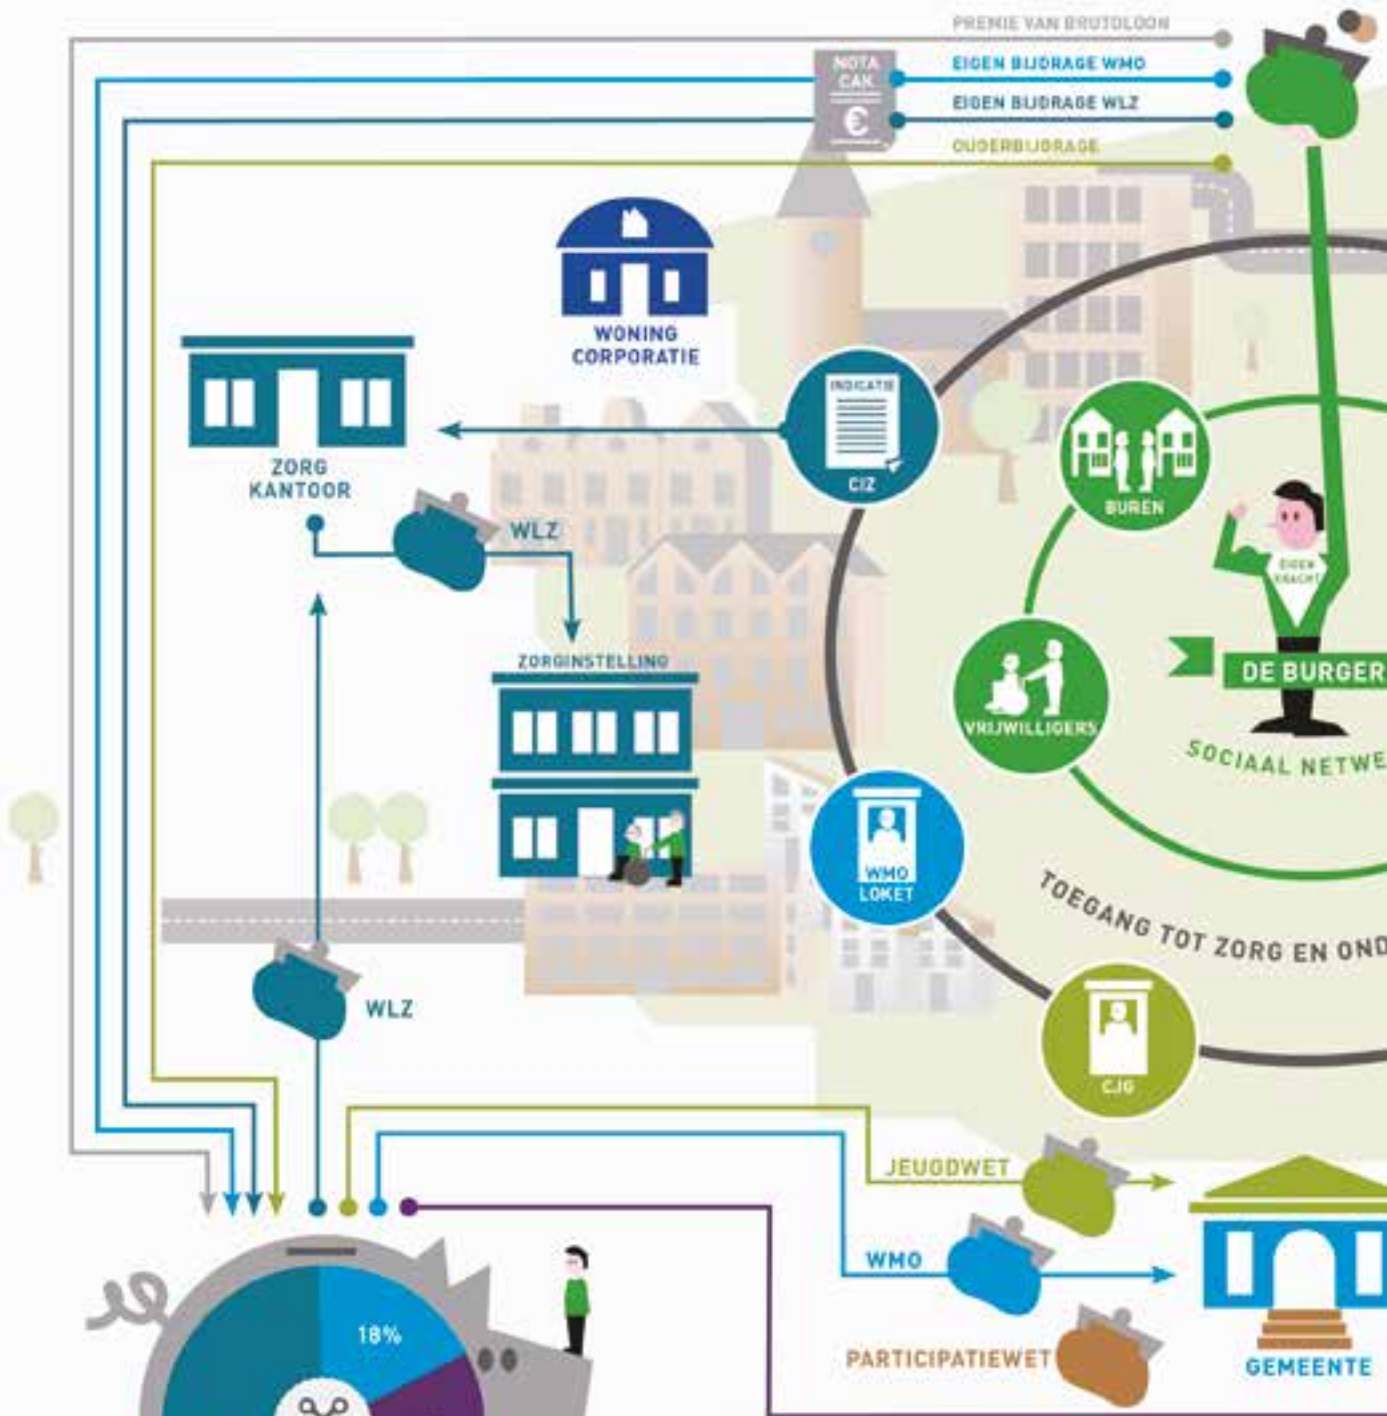 PREMIE VAN BRUTOLOON
NOTA
CAK
€
EIGEN BIJDRAGE WMO
EIGEN BIJDRAGE WLZ
OUDERBIJDRAGE
WONING
CORPORATIE
ZORG
KANTOOR
INDICATIE
CIZ
BUREN
WLZ
EIGEN
KRACHT
ZORGINSTELLING
DE BURGER
VRIJWILLIGERS
SOCIAAL NETWE
WMO
LOKET
TOEGANG TOT ZORG EN OND
WLZ
CJG
JEUGDWET
WMO
18%
PARTICIPATIEWET
GEMEENTE